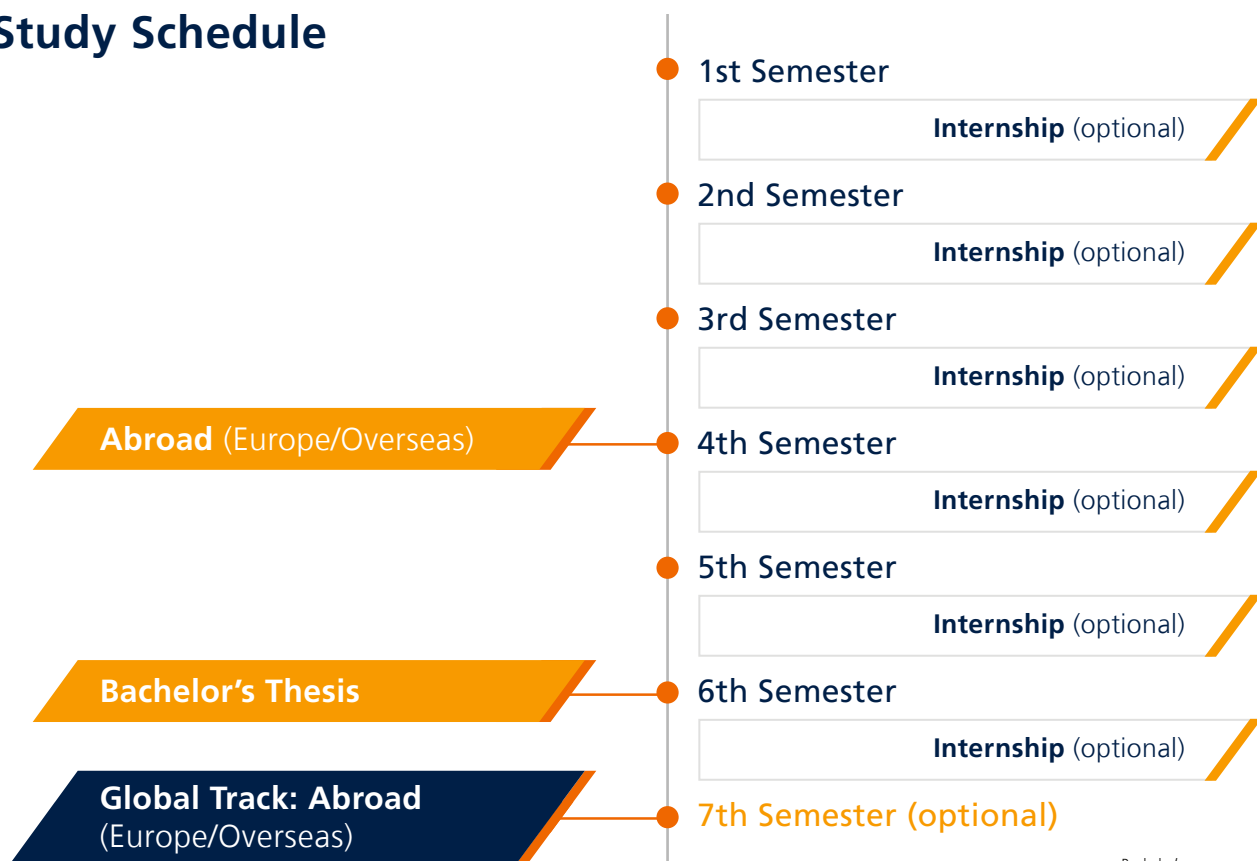 Study Schedule
1st Semester
Internship (optional)
2nd Semester
Internship (optional)
3rd Semester
Internship (optional)
Abroad (Europe/Overseas)
4th Semester
Internship (optional)
5th Semester
Internship (optional)
Bachelor's Thesis
6th Semester
Internship (optional)
Global Track: Abroad
(Europe/Overseas)
7th Semester (optional)